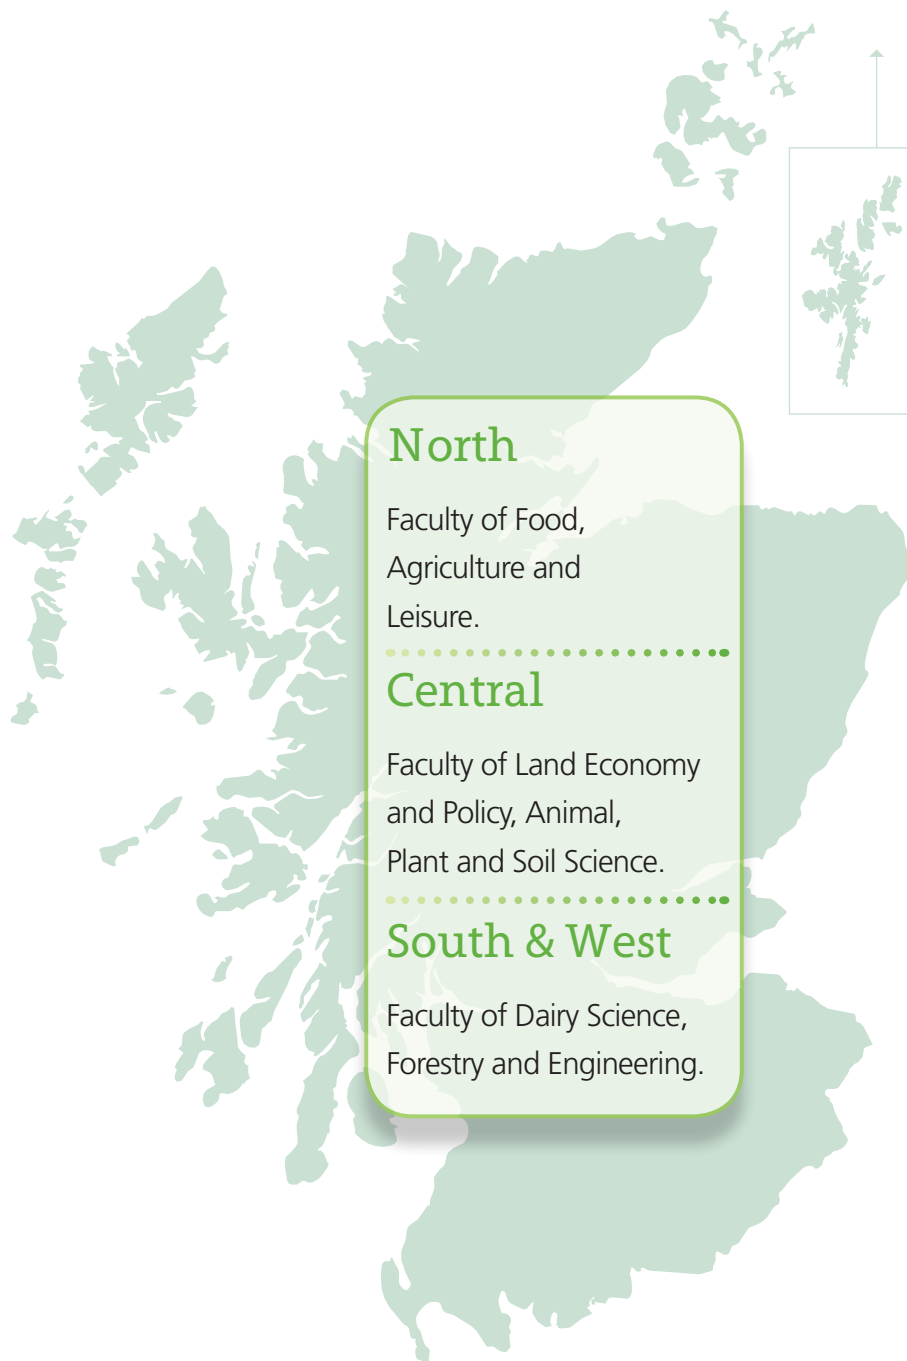 North
Faculty of Food,
Agriculture and
Leisure.
Central
Faculty of Land Economy
and Policy, Animal,
Plant and Soil Science.
South & West
Faculty of Dairy Science,
Forestry and Engineering.